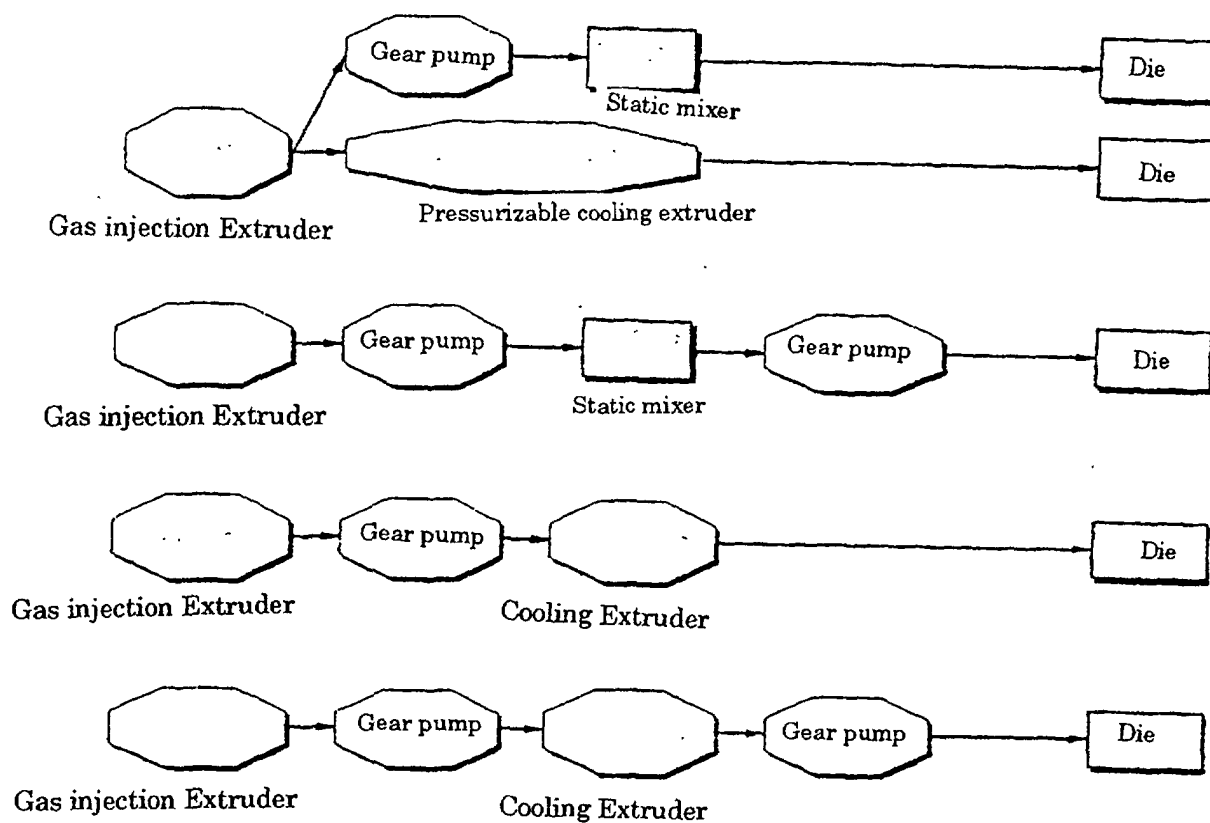 Gear pump
Die
Static mixer
Die
Pressurizable cooling extruder
Gas injection Extruder
Gear pump
Gear pump
Die
Static mixer
Gas injection Extruder
Gear pump
Die
Gas injection Extruder
Cooling Extruder
Gear pump
Gear pump
Die
Gas injection Extruder
Cooling Extruder